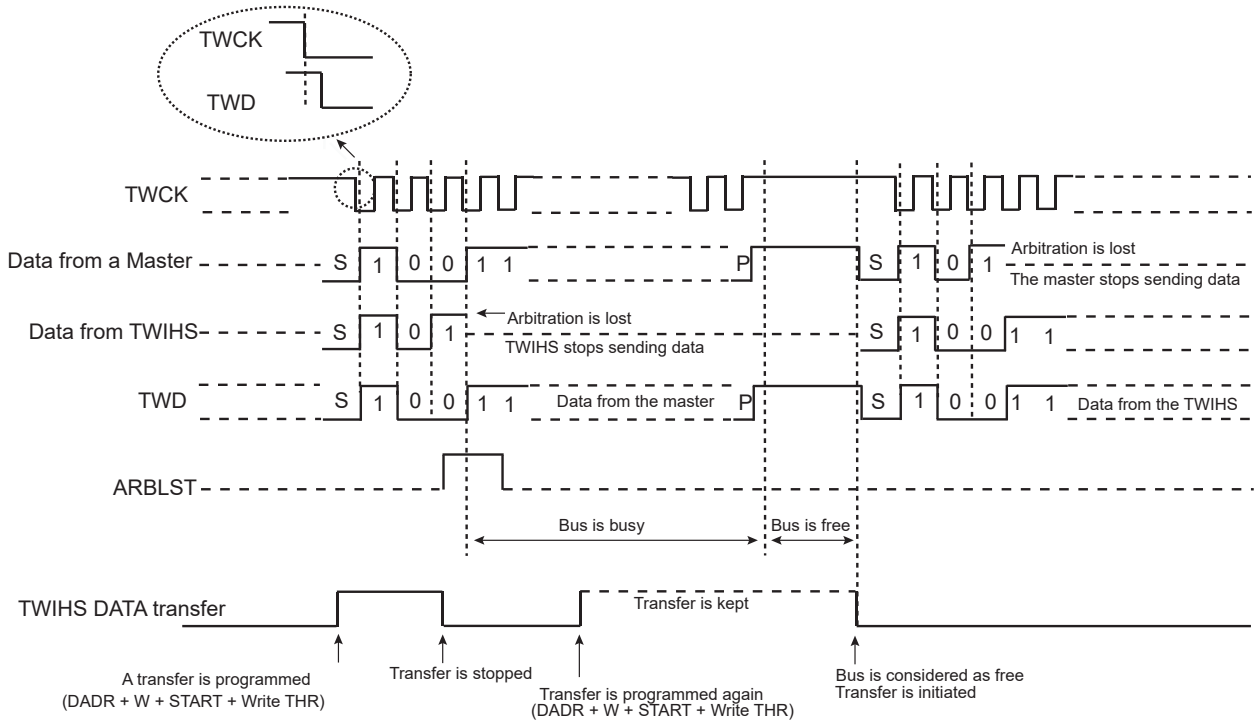 TWCK
TWD
TWCK
Data from a Master
S 1 0 0 1 1
P
S 1 0 1
Arbitration is lost
The master stops sending data
Data from TWIHS
S 1 0 1
Arbitration is lost
TWIHS stops sending data
S 1 0 0 1 1
TWD
S 1 0 0 1 1
Data from the master
P
S 1 0 0 1 1
Data from the TWIHS
ARBLST
Bus is busy
Bus is free
TWIHS DATA transfer
Transfer is kept
A transfer is programmed
(DADR + W + START + Write THR)
Transfer is stopped
Transfer is programmed again
(DADR + W + START + Write THR)
Bus is considered as free
Transfer is initiated